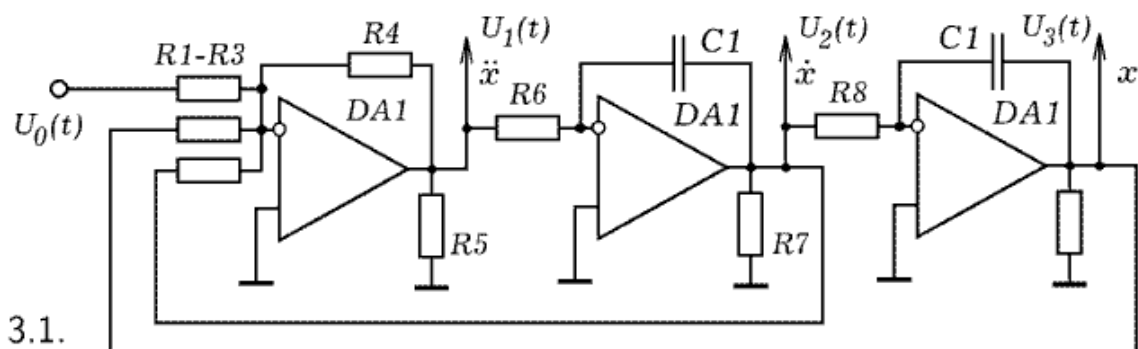 R1-R3
U₀(t)
R4
DA1
R5
U₁(t)
ẍ
R6
C1
DA1
R7
U₂(t)
ẋ
R8
C1
DA1
U₃(t)
x
3.1.